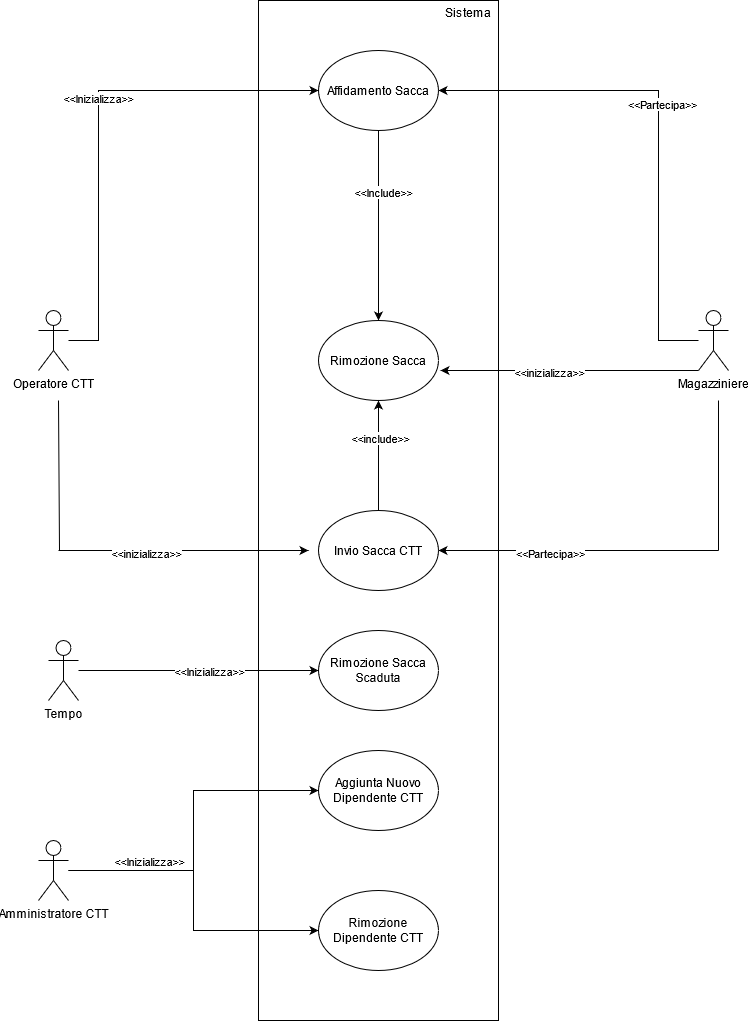 Sistema
Affidamento Sacca
<<Inizializza>>
<<Partecipa>>
<<Include>>
Operatore CTT
Rimozione Sacca
<<inizializza>>
Magazziniere
<<include>>
Invio Sacca CTT
<<inizializza>>
<<Partecipa>>
Rimozione Sacca
Scaduta
<<Inizializza>>
Tempo
Aggiunta Nuovo
Dipendente CTT
<<Inizializza>>
Amministratore CTT
Rimozione
Dipendente CTT